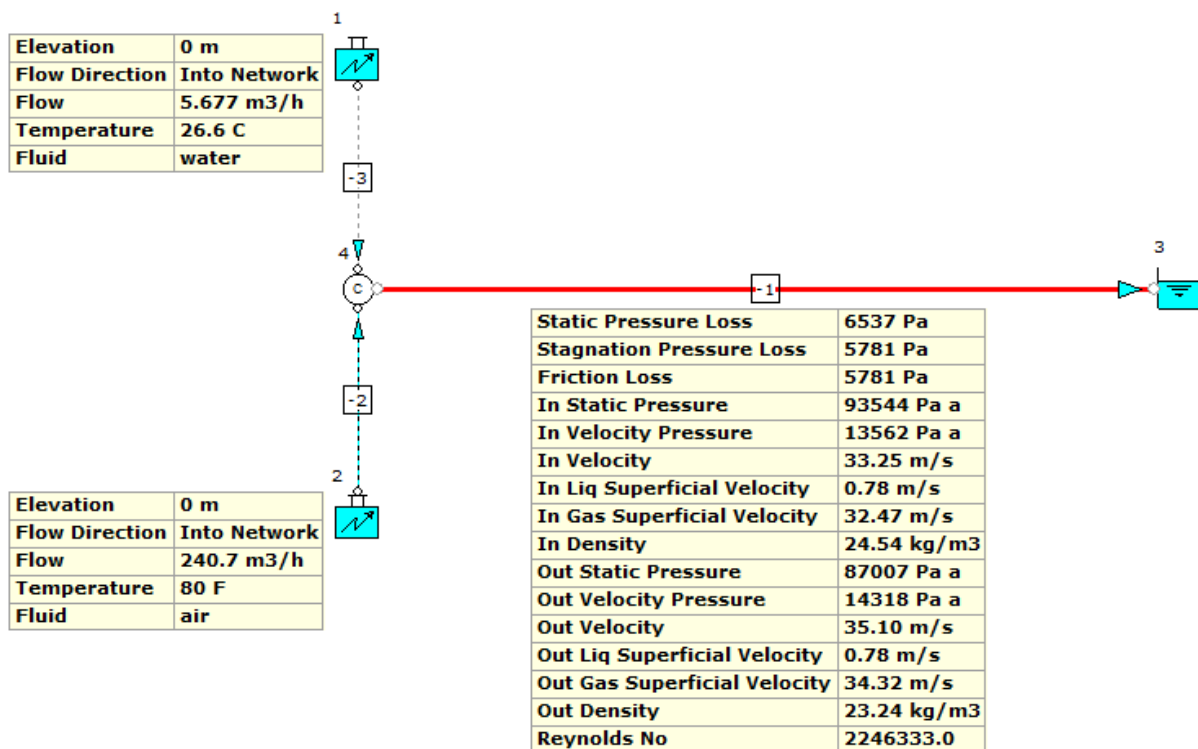 1
Elevation 0 m
Flow Direction Into Network
Flow 5.677 m3/h
Temperature 26.6 C
Fluid water
-3
4
C
-1
3
-2
2
Elevation 0 m
Flow Direction Into Network
Flow 240.7 m3/h
Temperature 80 F
Fluid air
Static Pressure Loss 6537 Pa
Stagnation Pressure Loss 5781 Pa
Friction Loss 5781 Pa
In Static Pressure 93544 Pa a
In Velocity Pressure 13562 Pa a
In Velocity 33.25 m/s
In Liq Superficial Velocity 0.78 m/s
In Gas Superficial Velocity 32.47 m/s
In Density 24.54 kg/m3
Out Static Pressure 87007 Pa a
Out Velocity Pressure 14318 Pa a
Out Velocity 35.10 m/s
Out Liq Superficial Velocity 0.78 m/s
Out Gas Superficial Velocity 34.32 m/s
Out Density 23.24 kg/m3
Reynolds No 2246333.0